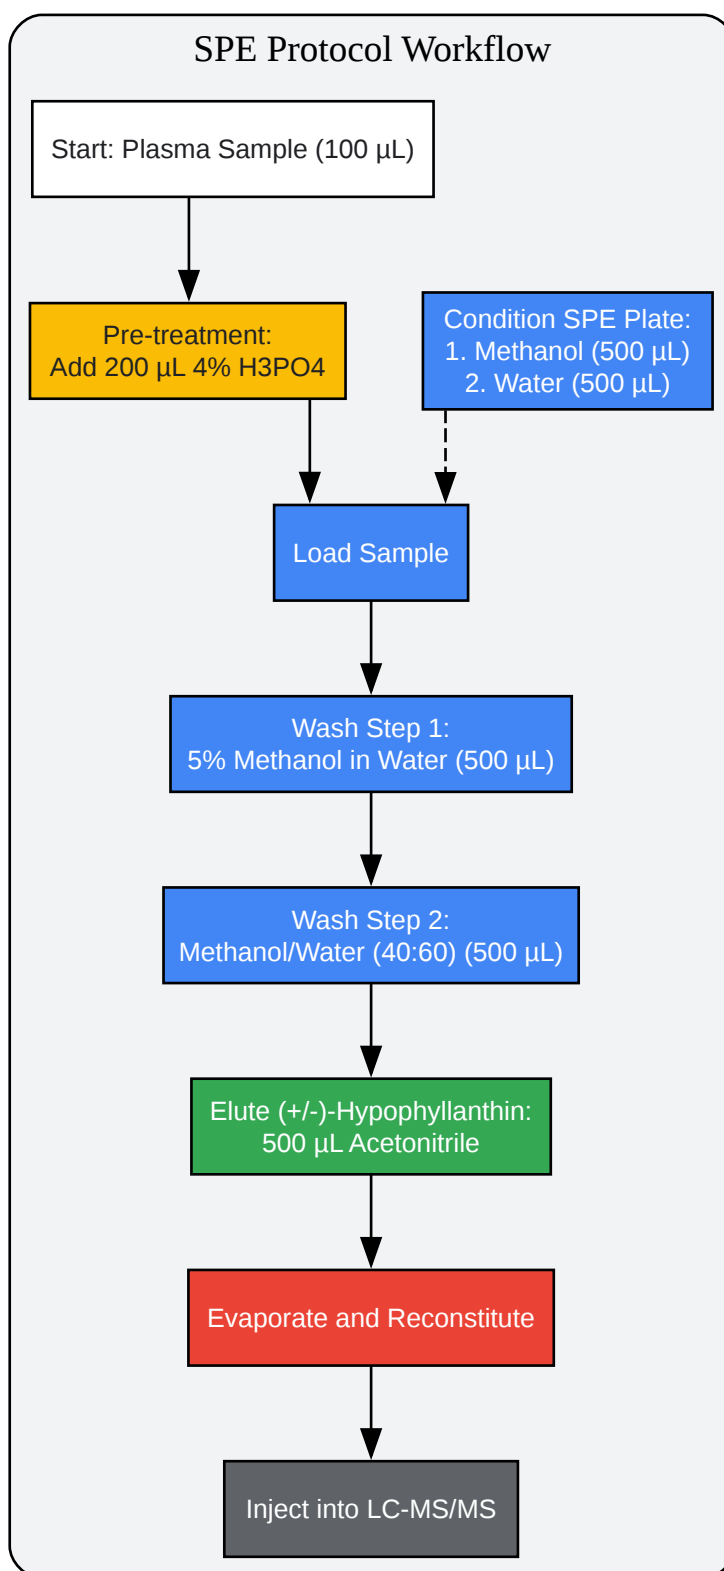 SPE Protocol Workflow
Start: Plasma Sample (100 µL)
Pre-treatment:
Add 200 µL 4% H3PO4
Condition SPE Plate:
1. Methanol (500 µL)
2. Water (500 µL)
Load Sample
Wash Step 1:
5% Methanol in Water (500 µL)
Wash Step 2:
Methanol/Water (40:60) (500 µL)
Elute (+/-)-Hypophyllanthin:
500 µL Acetonitrile
Evaporate and Reconstitute
Inject into LC-MS/MS